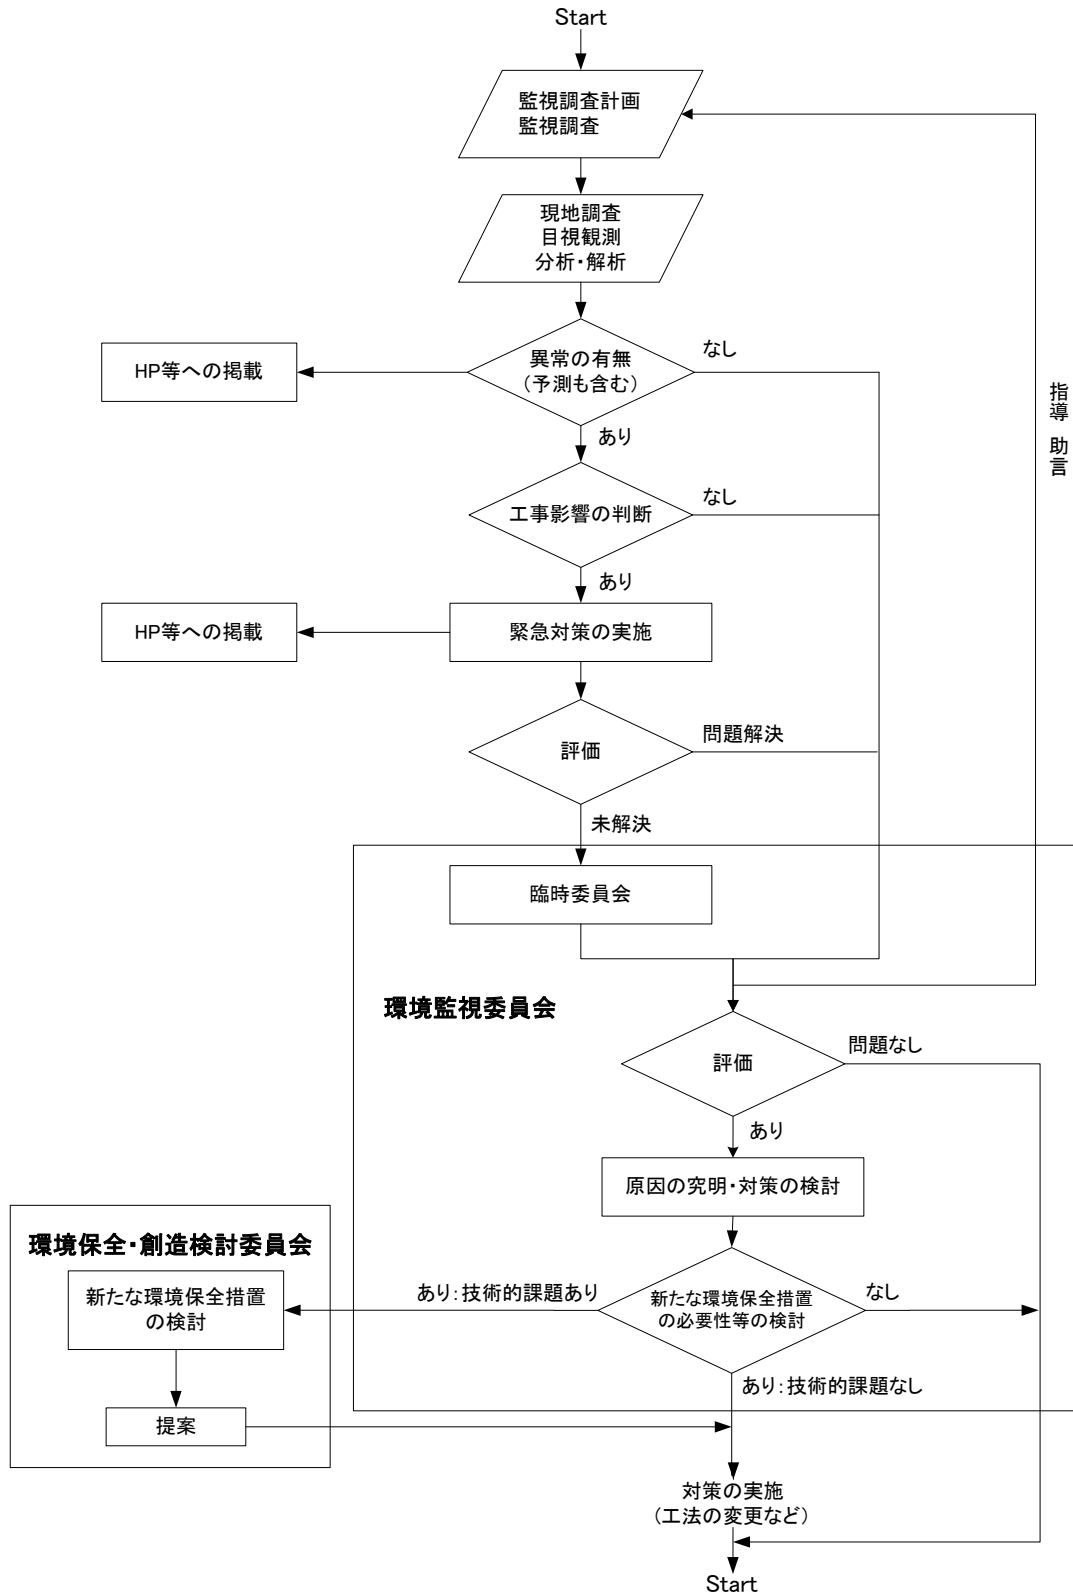 Start
監視調査計画
監視調査
現地調査
目視観測
分析・解析
異常の有無
（予測も含む）
なし
HP等への掲載
指導 助言
あり
工事影響の判断
なし
あり
緊急対策の実施
HP等への掲載
評価
問題解決
未解決
臨時委員会
環境監視委員会
評価
問題なし
あり
原因の究明・対策の検討
環境保全・創造検討委員会
新たな環境保全措置
の検討
あり：技術的課題あり
新たな環境保全措置
の必要性等の検討
なし
あり：技術的課題なし
提案
対策の実施
（工法の変更など）
Start